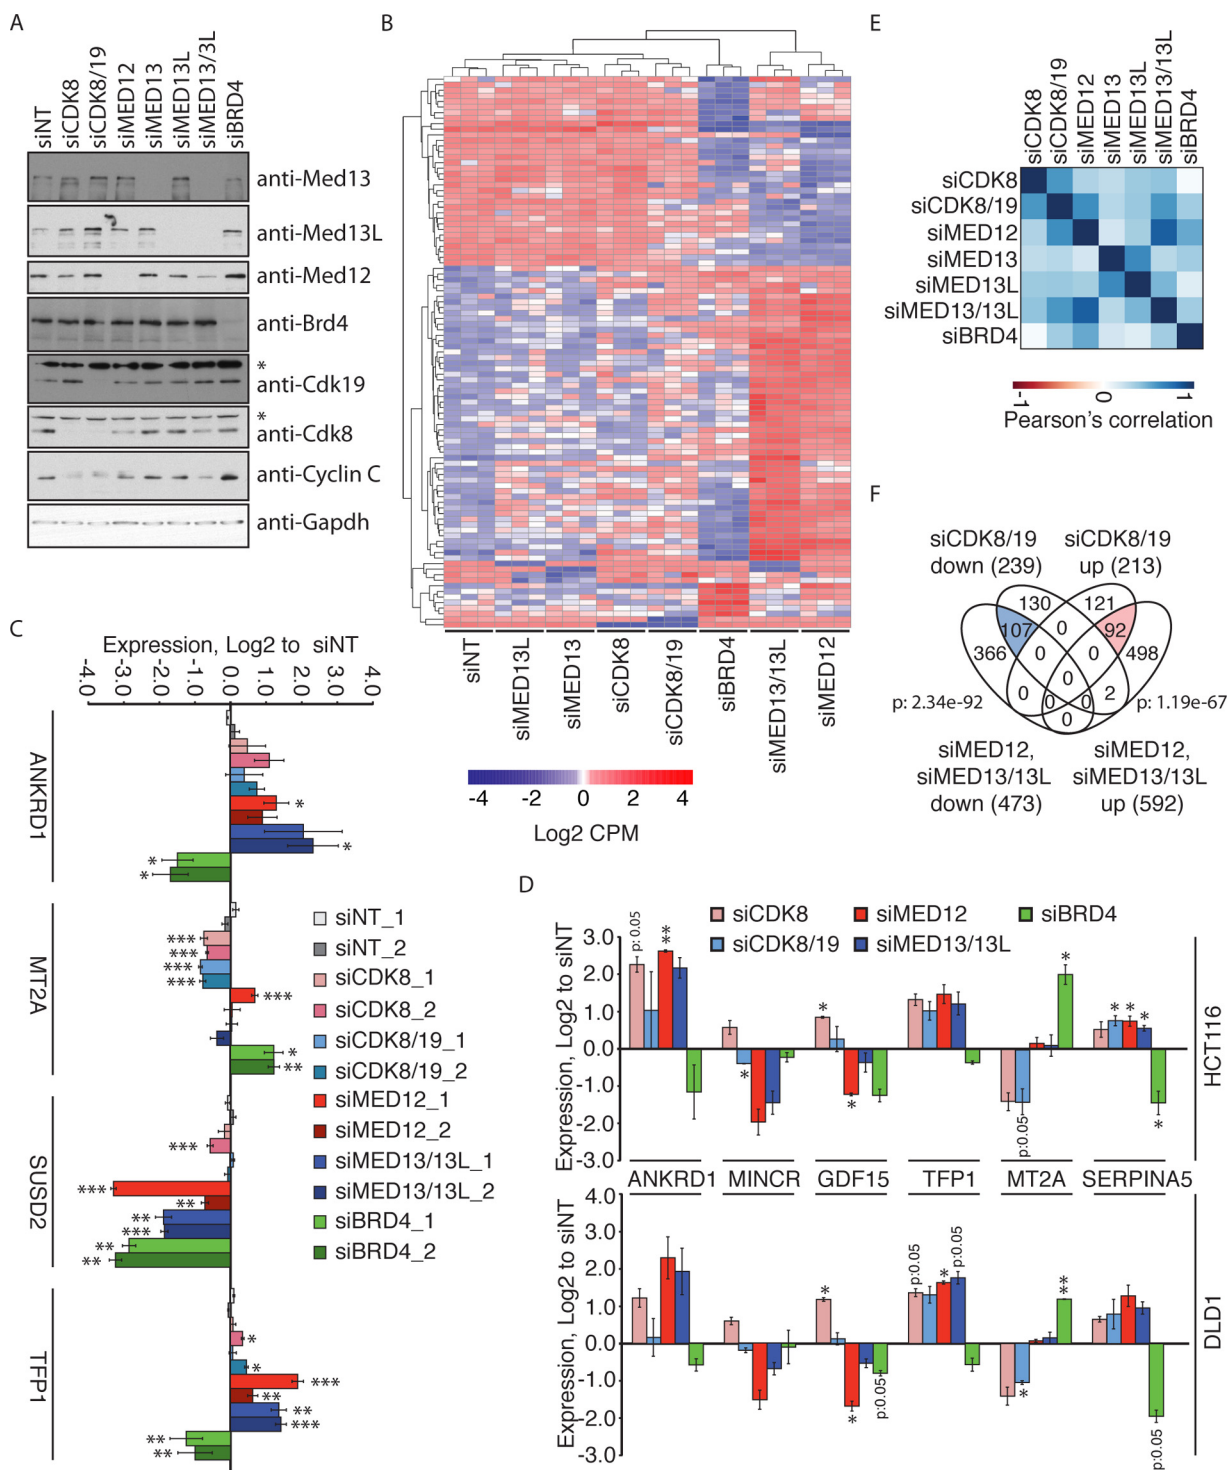 A
siNT
siCDK8
siCDK8/19
siMED12
siMED13
siMED13L
siMED13/3L
siBRD4
anti-Med13
anti-Med13L
anti-Med12
anti-Brd4
*
anti-Cdk19
*
anti-Cdk8
anti-Cyclin C
anti-Gapdh
B
siNT
siMED13L
siMED13
siCDK8
siCDK8/19
siBRD4
siMED13/13L
siMED12
-4 -2 0 2 4
Log2 CPM
C
Expression, Log2 to siNT
-4.0 -3.0 -2.0 -1.0 0.0 1.0 2.0 3.0 4.0
ANKRD1
*
*
*
*
MT2A
***
***
***
***
***
*
**
SUSD2
***
***
**
**
***
**
**
TFP1
*
*
***
**
**
***
**
**
siNT_1
siNT_2
siCDK8_1
siCDK8_2
siCDK8/19_1
siCDK8/19_2
siMED12_1
siMED12_2
siMED13/13L_1
siMED13/13L_2
siBRD4_1
siBRD4_2
D
siCDK8 siMED12 siBRD4
siCDK8/19 siMED13/13L
Expression, Log2 to siNT
3.0
2.0
1.0
0.0
-1.0
-2.0
-3.0
p: 0.05
**
*
*
*
p:0.05
*
* * *
*
HCT116
ANKRD1 MINCR GDF15 TFP1 MT2A SERPINA5
Expression, Log2 to siNT
4.0
3.0
2.0
1.0
0.0
-1.0
-2.0
-3.0
*
*
p:0.05
p:0.05
*
p:0.05
*
**
p:0.05
DLD1
E
siCDK8
siCDK8/19
siMED12
siMED13
siMED13L
siMED13/13L
siBRD4
siCDK8
siCDK8/19
siMED12
siMED13
siMED13L
siMED13/13L
siBRD4
-1 0 1
Pearson's correlation
F
siCDK8/19 siCDK8/19
down (239) up (213)
130 121
107 0 92
366 0 0 498
0 0 2
0 0
0
p: 2.34e-92 p: 1.19e-67
siMED12, siMED12,
siMED13/13L siMED13/13L
down (473) up (592)